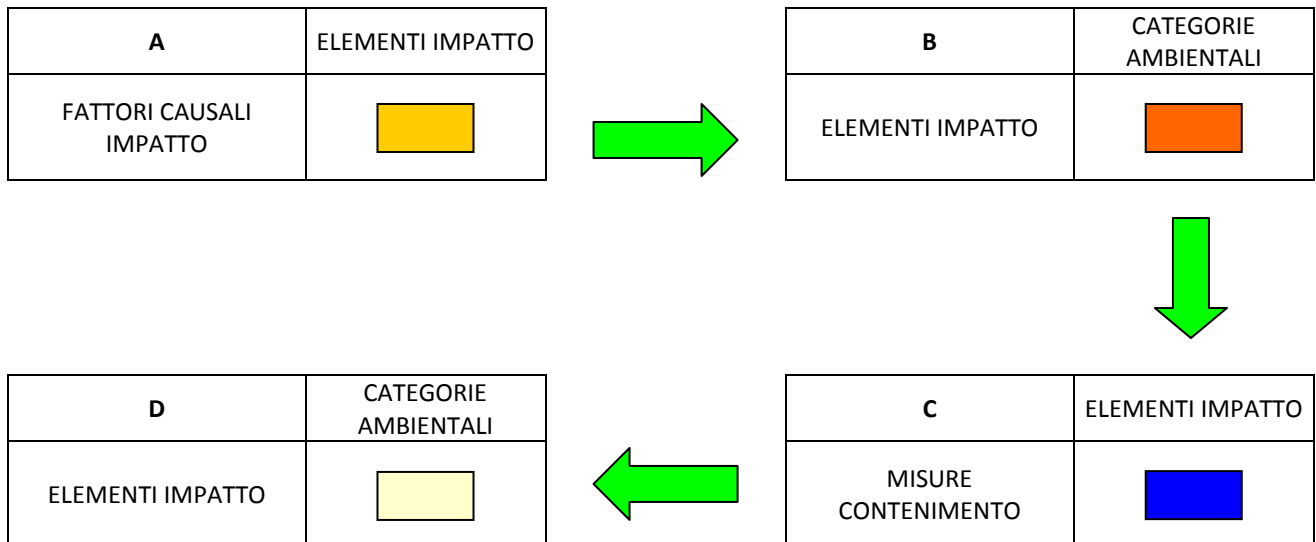 A
ELEMENTI IMPATTO
FATTORI CAUSALI
IMPATTO
B
CATEGORIE
AMBIENTALI
ELEMENTI IMPATTO
D
CATEGORIE
AMBIENTALI
ELEMENTI IMPATTO
C
ELEMENTI IMPATTO
MISURE
CONTENIMENTO